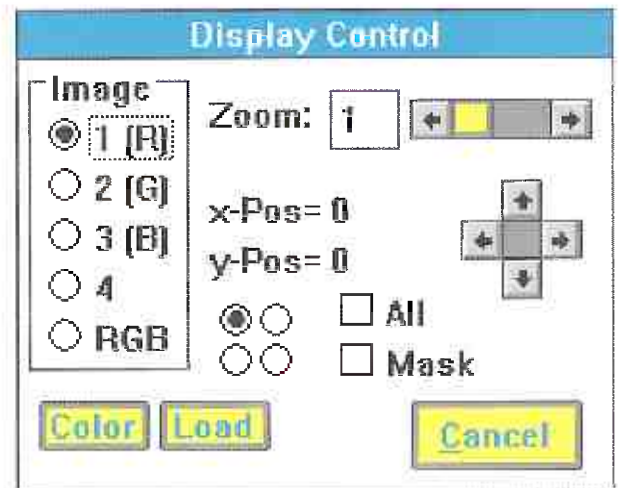 Display Control
Image
1 (R)
2 (G)
3 (B)
4
RGB
Zoom: 1
x-Pos= 0
y-Pos= 0
All
Mask
Color
Load
Cancel